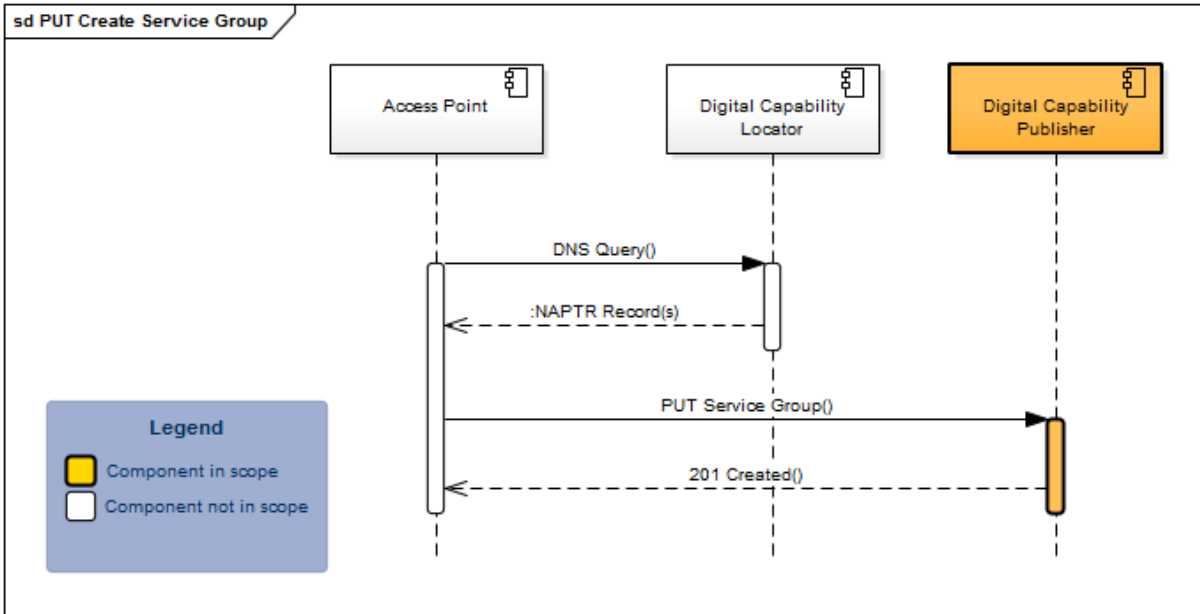 sd PUT Create Service Group
Access Point
Digital Capability
Locator
Digital Capability
Publisher
DNS Query()
:NAPTR Record(s)
PUT Service Group()
201 Created()
Legend
Component in scope
Component not in scope